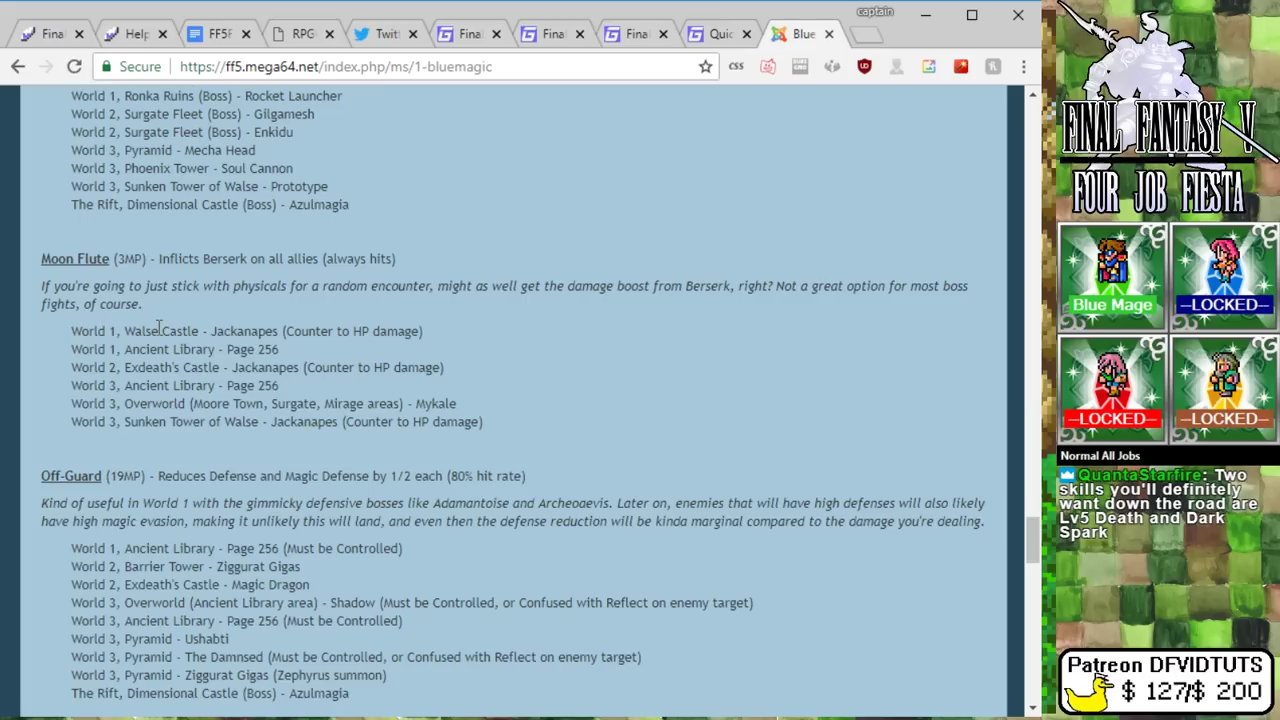 captain
Fina
Help
FF5F
RPG
Twitt
Final
Final
Final
Quic
Blue
Secure
https://ff5.mega64.net/index.php/ms/1-bluemagic
CSS
World 1, Ronka Ruins (Boss) - Rocket Launcher
World 2, Surgate Fleet (Boss) - Gilgamesh
World 2, Surgate Fleet (Boss) - Enkidu
World 3, Pyramid - Mecha Head
World 3, Phoenix Tower - Soul Cannon
World 3, Sunken Tower of Walse - Prototype
The Rift, Dimensional Castle (Boss) - Azulmagia
Moon Flute (3MP) - Inflicts Berserk on all allies (always hits)
If you're going to just stick with physicals for a random encounter, might as well get the damage boost from Berserk, right? Not a great option for most boss
fights, of course.
World 1, Walse Castle - Jackanapes (Counter to HP damage)
World 1, Ancient Library - Page 256
World 2, Exdeath's Castle - Jackanapes (Counter to HP damage)
World 3, Ancient Library - Page 256
World 3, Overworld (Moore Town, Surgate, Mirage areas) - Mykale
World 3, Sunken Tower of Walse - Jackanapes (Counter to HP damage)
Off-Guard (19MP) - Reduces Defense and Magic Defense by 1/2 each (80% hit rate)
Kind of useful in World 1 with the gimmicky defensive bosses like Adamantoise and Archeoaevis. Later on, enemies that will have high defenses will also likely
have high magic evasion, making it unlikely this will land, and even then the defense reduction will be kinda marginal compared to the damage you're dealing.
World 1, Ancient Library - Page 256 (Must be Controlled)
World 2, Barrier Tower - Ziggurat Gigas
World 2, Exdeath's Castle - Magic Dragon
World 3, Overworld (Ancient Library area) - Shadow (Must be Controlled, or Confused with Reflect on enemy target)
World 3, Ancient Library - Page 256 (Must be Controlled)
World 3, Pyramid - Ushabti
World 3, Pyramid - The Damnsed (Must be Controlled, or Confused with Reflect on enemy target)
World 3, Pyramid - Ziggurat Gigas (Zephyrus summon)
The Rift, Dimensional Castle (Boss) - Azulmagia
FINAL FANTASY V
FOUR JOB FIESTA
Blue Mage
--LOCKED--
--LOCKED--
--LOCKED--
Normal All Jobs
QuantaStarfire: Two
skills you'll definitely
want down the road are
Lv5 Death and Dark
Spark
Patreon DFVIDTUTS
$ 127/$ 200